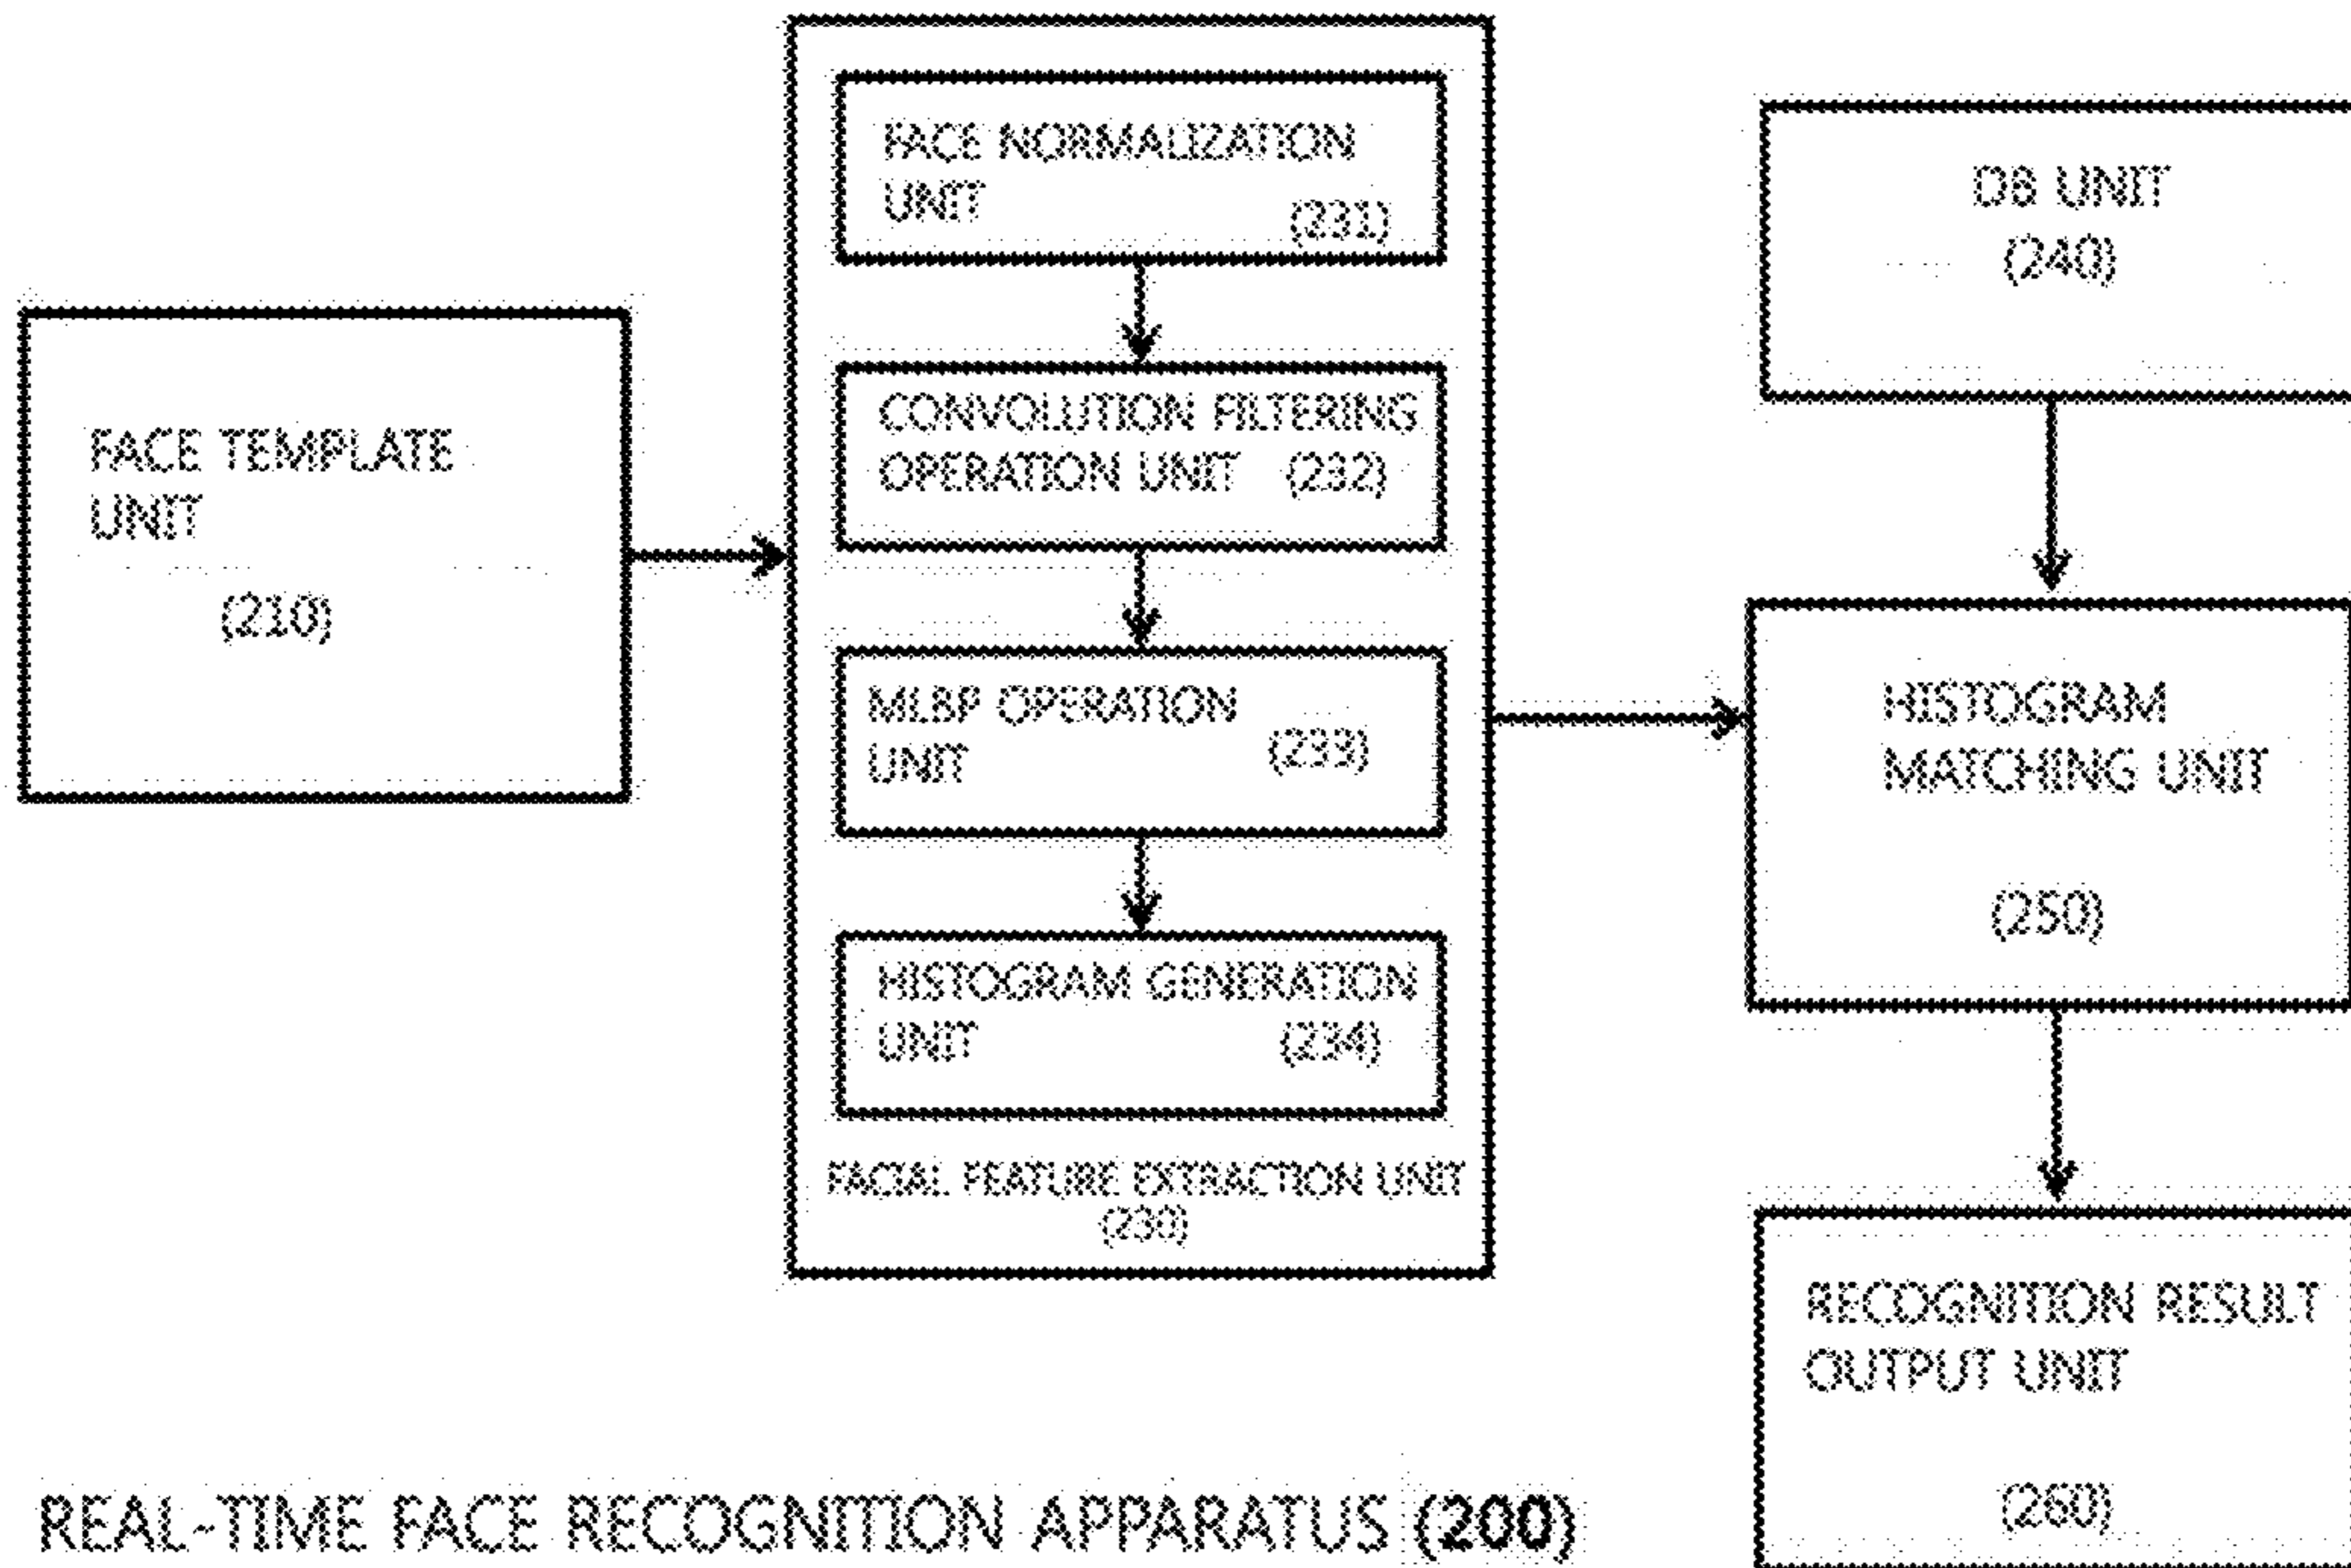 FACE TEMPLATE
UNIT
(210)
FACE NORMALIZATION
UNIT
(231)
CONVOLUTION FILTERING
OPERATION UNIT (232)
MLBP OPERATION
UNIT
(233)
HISTOGRAM GENERATION
UNIT
(234)
FACIAL FEATURE EXTRACTION UNIT
(230)
DB UNIT
(240)
HISTOGRAM
MATCHING UNIT
(250)
RECOGNITION RESULT
OUTPUT UNIT
(260)
REAL-TIME FACE RECOGNITION APPARATUS (200)